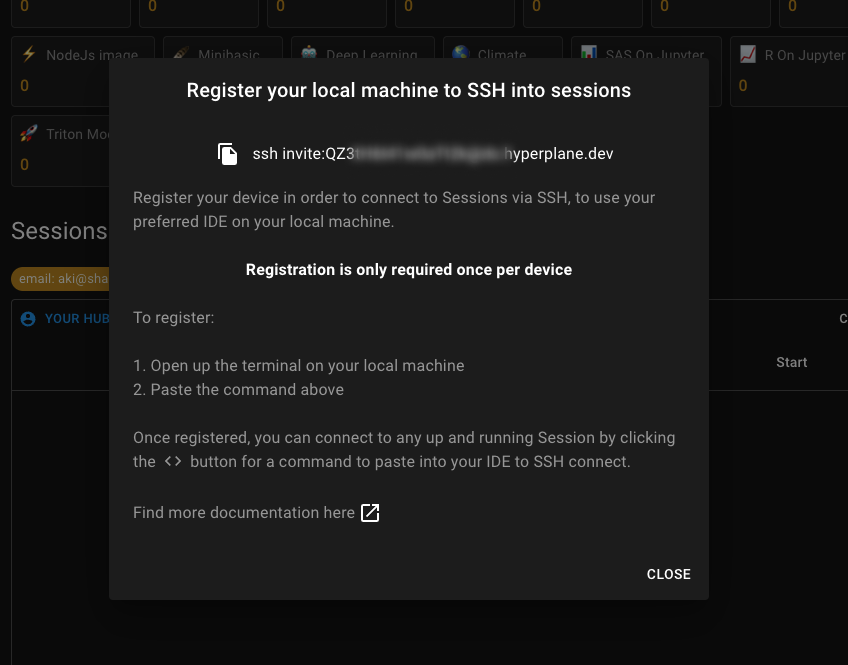 0 0 0 0 0 0 0
NodeJs image Minibasic Deep Learning Climate SAS On Jupyter R On Jupyter
0 0
Triton Mo
0
Register your local machine to SSH into sessions
ssh invite:QZ3 hyperplane.dev
Register your device in order to connect to Sessions via SSH, to use your
preferred IDE on your local machine.
Registration is only required once per device
To register:
1. Open up the terminal on your local machine
2. Paste the command above
Once registered, you can connect to any up and running Session by clicking
the <> button for a command to paste into your IDE to SSH connect.
Find more documentation here
CLOSE
Sessions
email: aki@sha
YOUR HUB C
Start